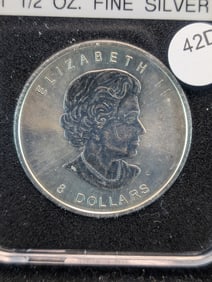 1/2 OZ. FINE SILVER
42D
ELIZABETH II
8 DOLLARS